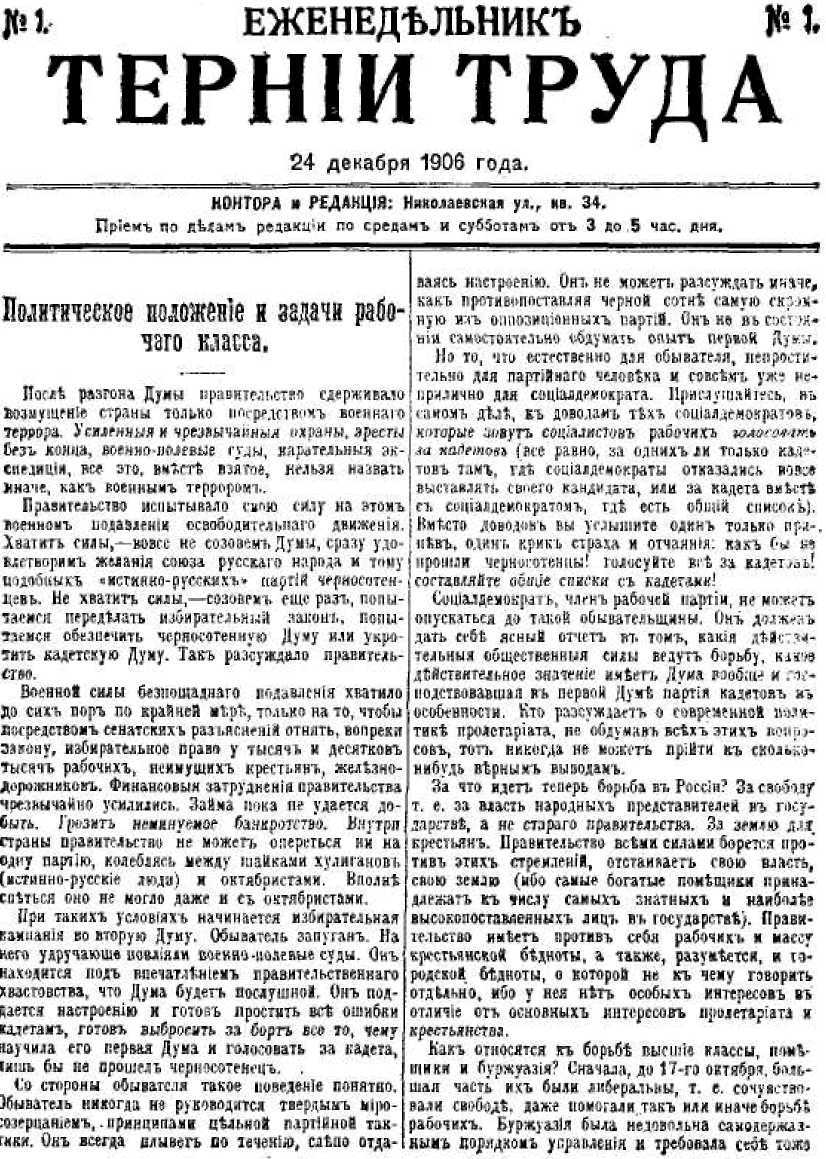 № 1.
ЕЖЕНЕДѢЛЬНИКЪ
№ 1.
ТЕРНІИ ТРУДА
24 декабря 1906 года.
КОНТОРА и РЕДАКЦІЯ: Николаевская ул., кв. 34.
Пріемъ по дѣламъ редакціи по средамъ и субботамъ отъ 3 до 5 час. дня.
Политическое положеніе и задачи рабо-
чаго класса.
Послѣ разгона Думы правительство сдерживало
возмущеніе страны только посредствомъ военнаго
террора. Усиленныя и чрезвычайныя охраны, аресты
безъ конца, военно-полевые суды, карательныя эк-
спедиціи, все это, вмѣстѣ взятое, нельзя назвать
иначе, какъ военнымъ терроромъ.
Правительство испытывало свою силу на этомъ
военномъ подавленіи освободительнаго движенія.
Хватитъ силы,—вовсе не созовемъ Думы, сразу удо-
влетворимъ желанія союза русскаго народа и тому
подобныхъ «истинно-русскихъ» партій черносотен-
цевъ. Не хватитъ силы,—созовемъ еще разъ, попы-
таемся передѣлать избирательный законъ, попы-
таемся обезпечить черносотенную Думу или укро-
тить кадетскую Думу. Такъ разсуждало правитель-
ство.
Военной силы безпощаднаго подавленія хватило
до сихъ поръ по крайней мѣрѣ, только на то, чтобы
посредствомъ сенатскихъ разъясненій отнять, вопреки
закону, избирательное право у тысячъ и десятковъ
тысячъ рабочихъ, неимущихъ крестьянъ, желѣзно-
дорожниковъ. Финансовыя затрудненія правительства
чрезвычайно усилились. Займа пока не удается до-
быть. Грозитъ неминуемое банкротство. Внутри
страны правительство не можетъ опереться ни на
одну партію, колеблясь между шайками хулигановъ
(истинно-русскіе люди) и октябристами. Вполнѣ
спѣться оно не могло даже и съ октябристами.
При такихъ условіяхъ начинается избирательная
кампанія во вторую Думу. Обыватель запуганъ. На
него удручающе повліяли военно-полевые суды. Онъ
находится подъ впечатлѣніемъ правительственнаго
хвастовства, что Дума будетъ послушной. Онъ под-
дается настроенію и готовъ простить всѣ ошибки
кадетамъ, готовъ выбросить за бортъ все то, чему
научила его первая Дума и голосовать за кадета,
лишь бы не прошелъ черносотенецъ.
Со стороны обывателя такое поведеніе понятно.
Обыватель никогда не руководится твердымъ міро-
созерцаніемъ, принципами цѣльной партійной так-
тики. Онъ всегда плыветъ по теченію, слѣпо отда-
ваясь настроенію. Онъ не можетъ разсуждать иначе,
какъ противопоставляя черной сотнѣ самую скром-
ную изъ оппозиціонныхъ партій. Онъ не въ состоя-
ніи самостоятельно обдумать опытъ первой Думы.
Но то, что естественно для обывателя, непрости-
тельно для партійнаго человѣка и совсѣмъ уже не-
прилично для соціалдемократа. Прислушайтесь, въ
самомъ дѣлѣ, къ доводамъ тѣхъ соціалдемократовъ,
которые зовутъ соціалистовъ рабочихъ голосовать
за кадетовъ (все равно, за однихъ ли только каде-
товъ тамъ, гдѣ соціалдемократы отказались вовсе
выставлять своего кандидата, или за кадета вмѣстѣ
съ соціалдемократомъ, гдѣ есть общій списокъ).
Вмѣсто доводовъ вы услышите одинъ только при-
пѣвъ, одинъ крикъ страха и отчаянія: какъ бы не
прошли черносотенцы! голосуйте всѣ за кадетовъ!
составляйте общіе списки съ кадетами!
Соціалдемократъ, членъ рабочей партіи, не можетъ
опускаться до такой обывательщины. Онъ долженъ
дать себѣ ясный отчетъ въ томъ, какія дѣйстви-
тельныя общественныя силы ведутъ борьбу, какое
дѣйствительное значеніе имѣетъ Дума вообще и гос-
подствовавшая въ первой Думѣ партія кадетовъ въ
особенности. Кто разсуждаетъ о современной поли-
тикѣ пролетаріата, не обдумавъ всѣхъ этихъ вопро-
совъ, тотъ никогда не можетъ прійти къ сколько-
нибудь вѣрнымъ выводамъ.
За что идетъ теперь борьба въ Россіи? За свободу
т. е. за власть народныхъ представителей въ госу-
дарствѣ, а не стараго правительства. За землю для
крестьянъ. Правительство всѣми силами борется про-
тивъ этихъ стремленій, отстаиваетъ свою власть,
свою землю (ибо самые богатые помѣщики прина-
длежатъ къ числу самыхъ знатныхъ и наиболѣе
высокопоставленныхъ лицъ въ государствѣ). Прави-
тельство имѣетъ противъ себя рабочихъ и массу
крестьянской бѣдноты, а также, разумѣется, и го-
родской бѣдноты, о которой не къ чему говорить
отдѣльно, ибо у нея нѣтъ особыхъ интересовъ въ
отличіе отъ основныхъ интересовъ пролетаріата и
крестьянства.
Какъ относятся къ борьбѣ высшіе классы, помѣ-
щики и буржуазія? Сначала, до 17-го октября, боль-
шая часть ихъ были либеральны, т. е. сочувство-
вали свободѣ, даже помогали такъ или иначе борьбѣ
рабочихъ. Буржуазія была недовольна самодержав-
нымъ порядкомъ управленія и требовала себѣ тоже